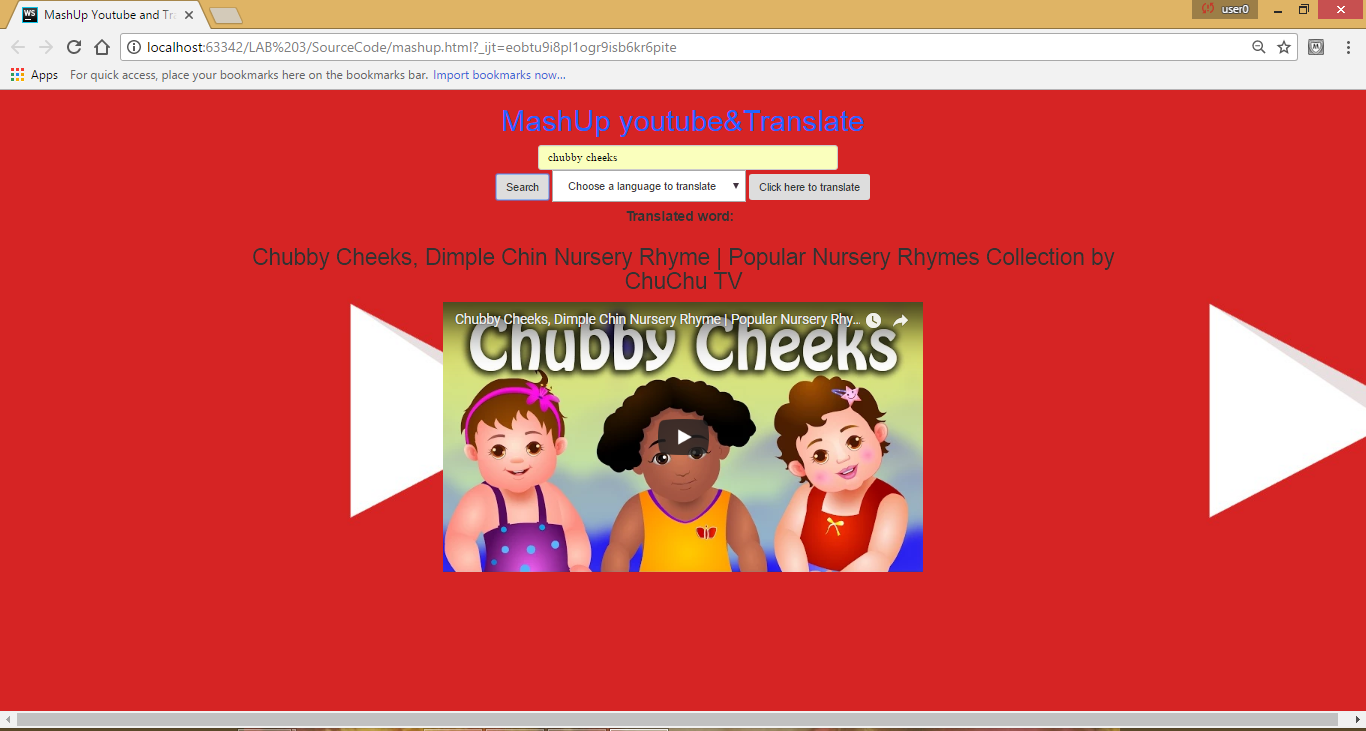 WS MashUp Youtube and Tra
user0
localhost:63342/LAB%203/SourceCode/mashup.html?_ijt=eobtu9i8pl1ogr9isb6kr6pite
Apps For quick access, place your bookmarks here on the bookmarks bar. Import bookmarks now...
MashUp youtube&Translate
chubby cheeks
Search Choose a language to translate Click here to translate
Translated word:
Chubby Cheeks, Dimple Chin Nursery Rhyme | Popular Nursery Rhymes Collection by
ChuChu TV
Chubby Cheeks, Dimple Chin Nursery Rhyme | Popular Nursery Rhy...
Chubby Cheeks